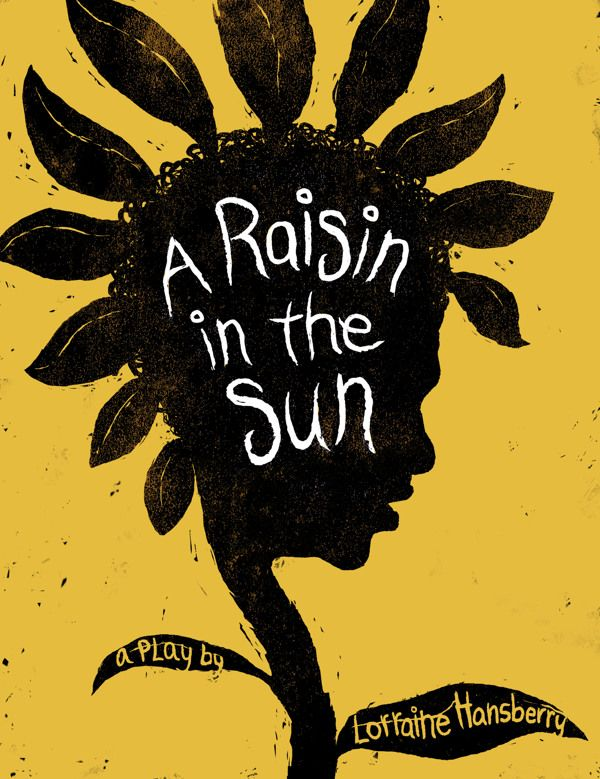 A Raisin
in the
Sun
a PLay by
Lorraine Hansberry